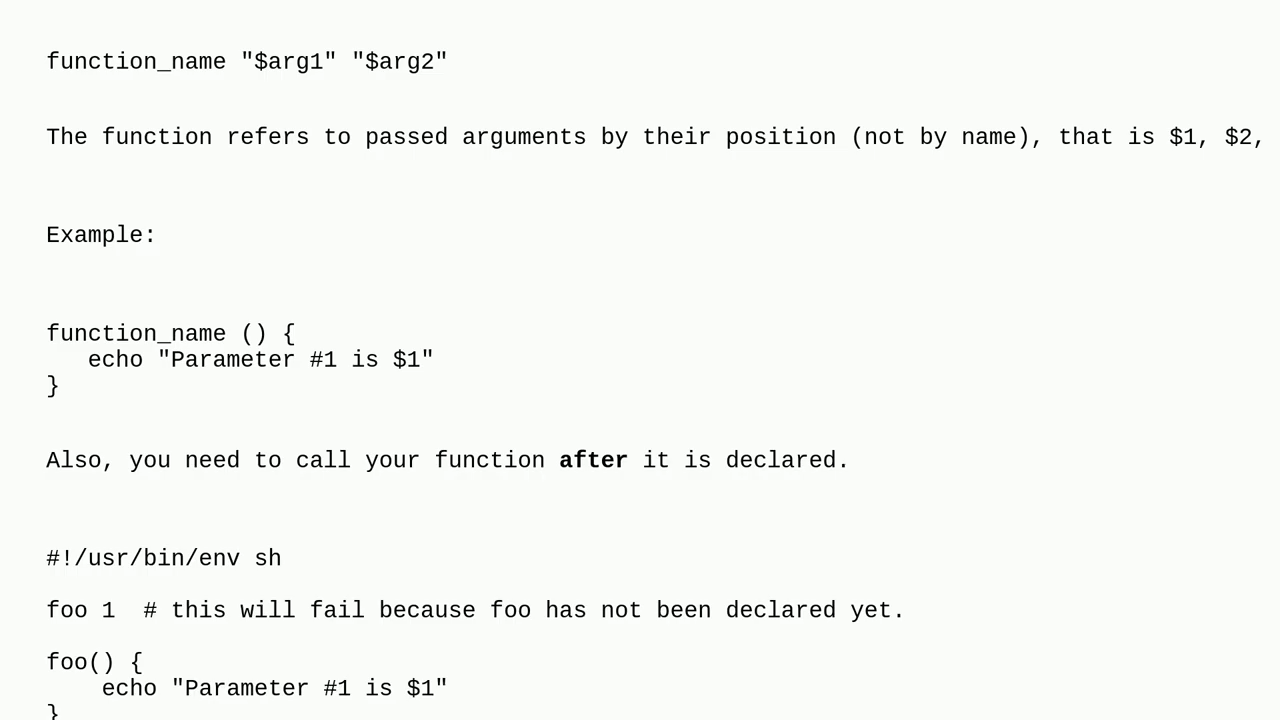 function_name "$arg1" "$arg2"
The function refers to passed arguments by their position (not by name), that is $1, $2,
Example:
function_name () {
   echo "Parameter #1 is $1"
}
Also, you need to call your function after it is declared.
#!/usr/bin/env sh
foo 1  # this will fail because foo has not been declared yet.
foo() {
    echo "Parameter #1 is $1"
}